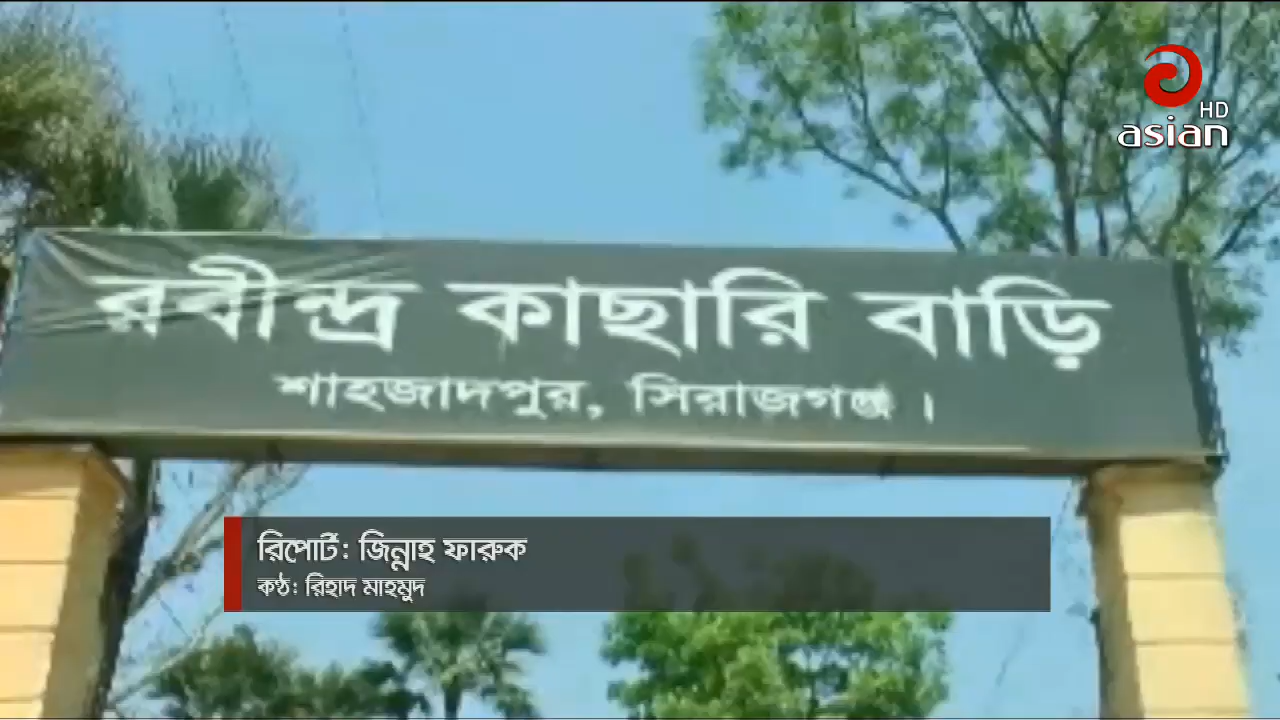 HD
asian
রবীন্দ্র কাছারি বাড়ি
শাহজাদপুর, সিরাজগঞ্জ ।
রিপোর্ট: জিন্নাহ ফারুক
কণ্ঠ: রিহাদ মাহমুদ